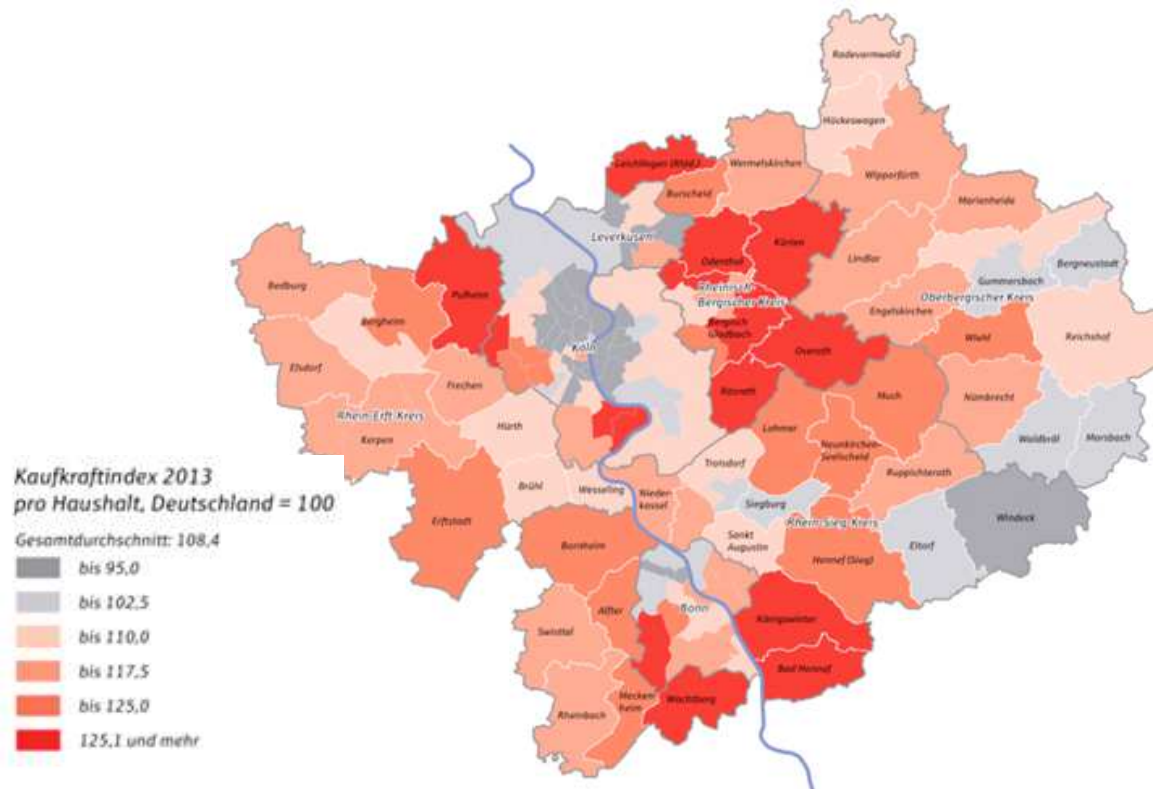 Radevormwald
Hückeswagen
Leichlingen (Rhld.)
Wermelskirchen
Burscheid
Wipperfürth
Marienheide
Leverkusen
Kürten
Odenthal
Lindlar
Bergneustadt
Gummersbach
Bedburg
Pulheim
Rheinisch-
Bergischer Kreis
Oberbergischer Kreis
Bergheim
Engelskirchen
Bergisch
Gladbach
Wiehl
Reichshof
Köln
Overath
Elsdorf
Frechen
Rösrath
Much
Nümbrecht
Rhein-Erft-Kreis
Hürth
Lohmar
Kerpen
Waldbröl
Morsbach
Neunkirchen-
Seelscheid
Troisdorf
Ruppichteroth
Kaufkraftindex 2013
pro Haushalt, Deutschland = 100
Brühl
Wesseling
Nieder-
kassel
Siegburg
Windeck
Erftstadt
Rhein-Sieg-Kreis
Gesamtdurchschnitt: 108,4
Sankt
Augustin
Eitorf
Bornheim
Hennef (Sieg)
bis 95,0
bis 102,5
Alfter
Bonn
bis 110,0
Königswinter
Swisttal
bis 117,5
Bad Honnef
bis 125,0
Mecken-
heim
Wachtberg
Rheinbach
125,1 und mehr